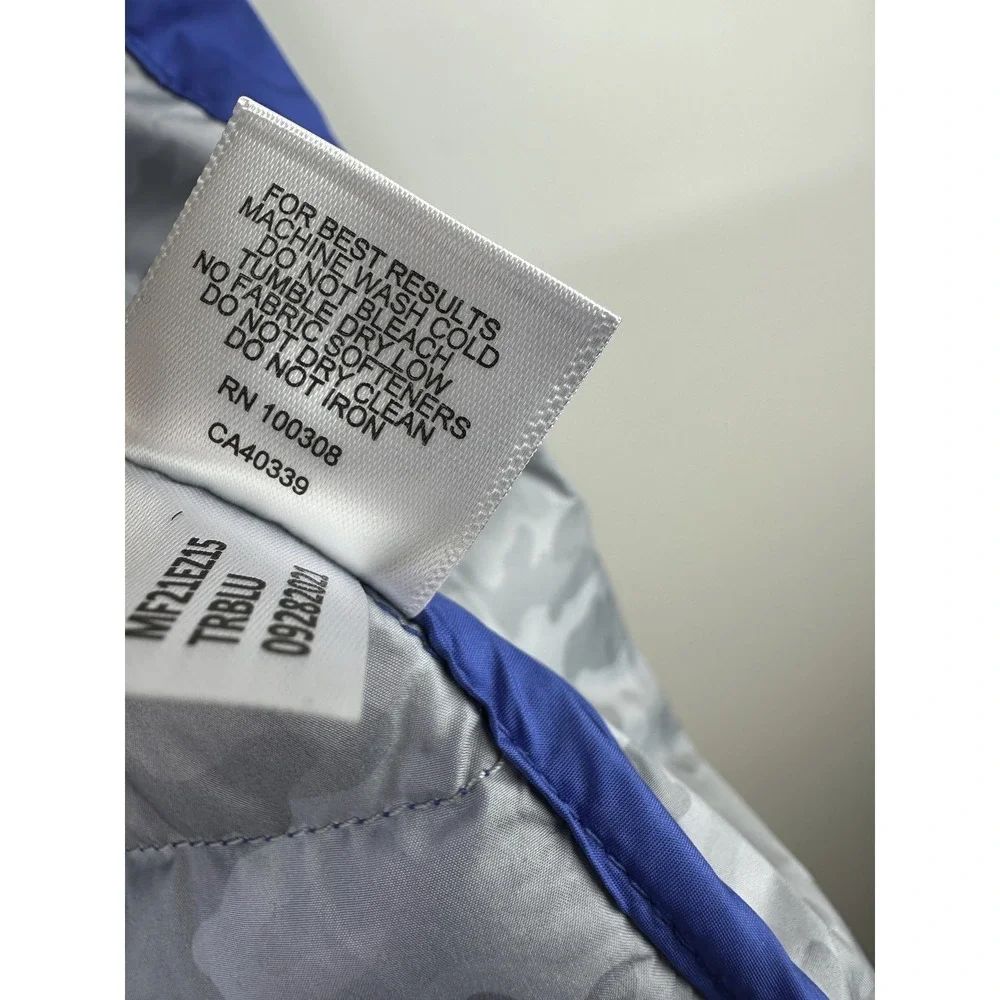 FOR BEST RESULTS
MACHINE WASH COLD
DO NOT BLEACH
TUMBLE DRY LOW
NO FABRIC SOFTENERS
DO NOT DRY CLEAN
DO NOT IRON
RN 100308
CA40339
MF21EZ15
TRBLU
09282021